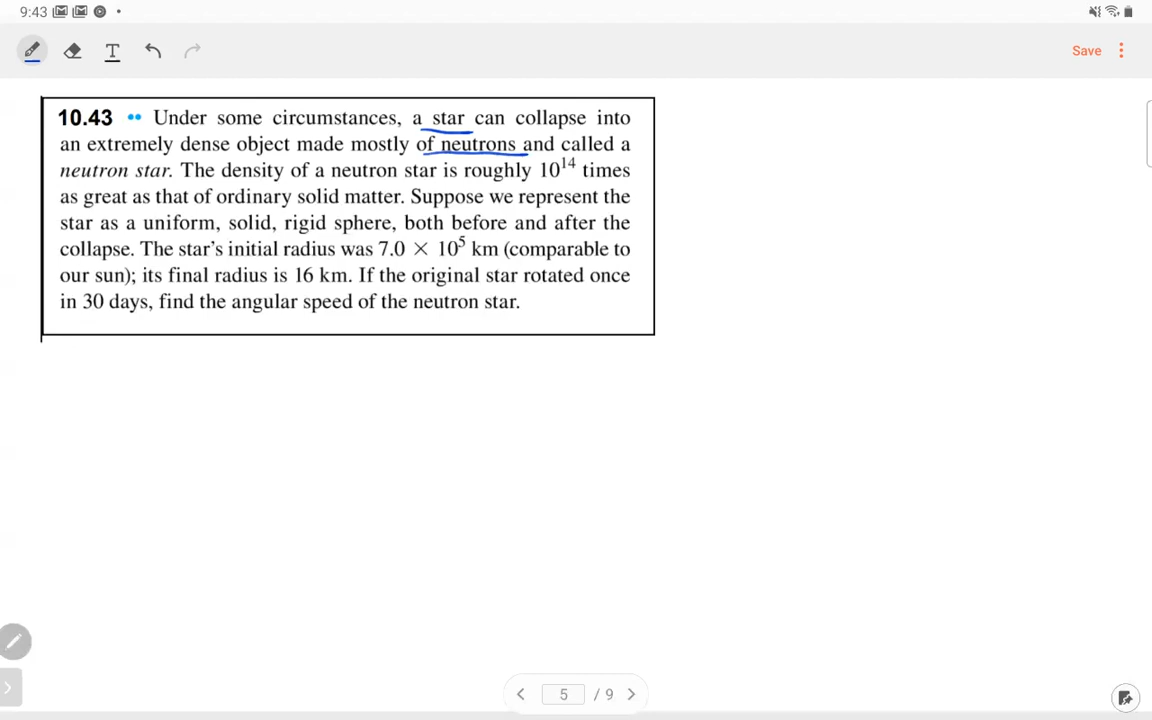 9:43
T
Save
10.43 •• Under some circumstances, a star can collapse into
an extremely dense object made mostly of neutrons and called a
neutron star. The density of a neutron star is roughly 10¹⁴ times
as great as that of ordinary solid matter. Suppose we represent the
star as a uniform, solid, rigid sphere, both before and after the
collapse. The star's initial radius was 7.0 × 10⁵ km (comparable to
our sun); its final radius is 16 km. If the original star rotated once
in 30 days, find the angular speed of the neutron star.
< 5 / 9 >